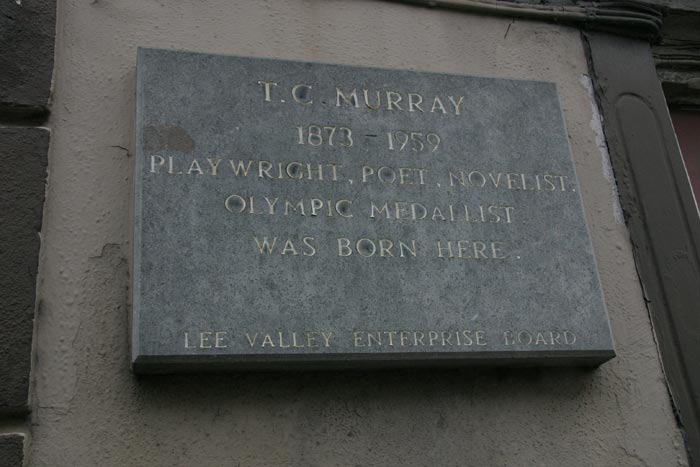 T.C. MURRAY
1873 - 1959
PLAYWRIGHT, POET, NOVELIST.
OLYMPIC MEDALLIST.
WAS BORN HERE.
LEE VALLEY ENTERPRISE BOARD